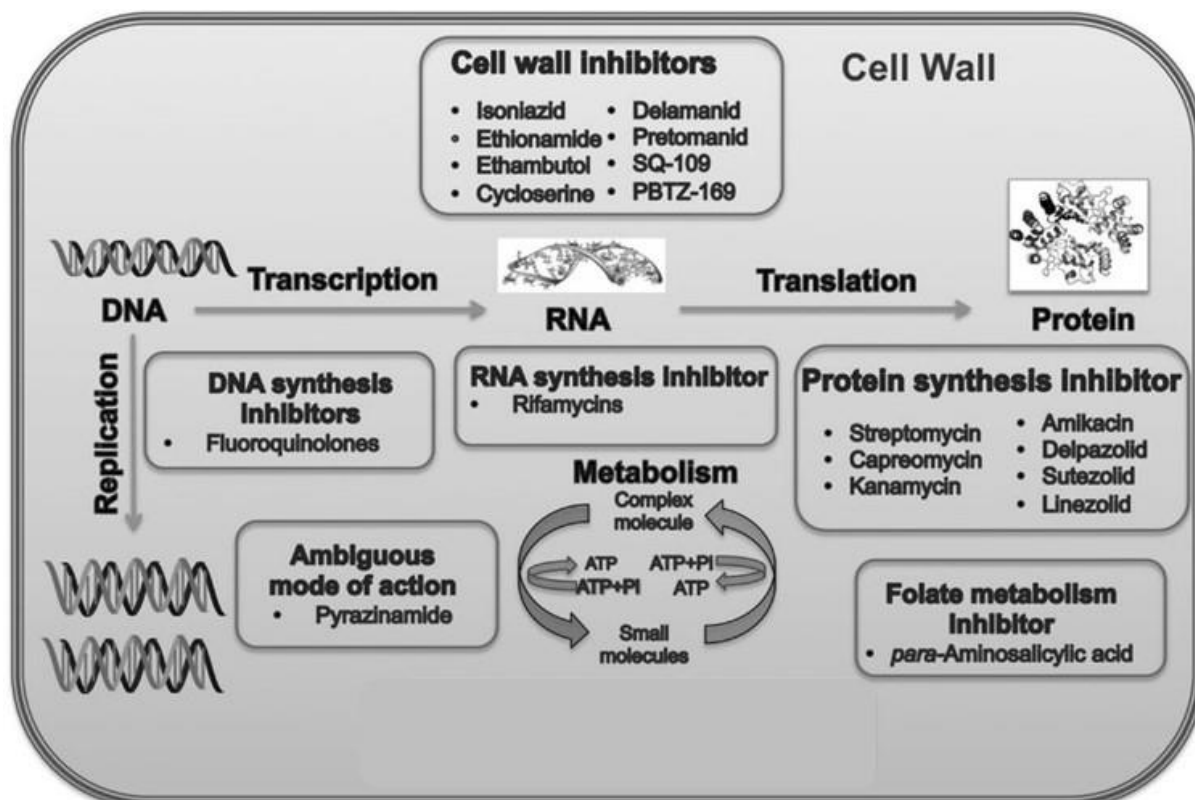 Cell wall inhibitors
• Isoniazid
• Ethionamide
• Ethambutol
• Cycloserine
• Delamanid
• Pretomanid
• SQ-109
• PBTZ-169
Cell Wall
DNA
Transcription
RNA
Translation
Protein
Replication
DNA synthesis
inhibitors
• Fluoroquinolones
RNA synthesis inhibitor
• Rifamycins
Protein synthesis inhibitor
• Streptomycin
• Capreomycin
• Kanamycin
• Amikacin
• Delpazolid
• Sutezolid
• Linezolid
Metabolism
Complex
molecule
ATP
ATP+PI
ATP+PI
ATP
Small
molecules
Ambiguous
mode of action
• Pyrazinamide
Folate metabolism
inhibitor
• para-Aminosalicylic acid